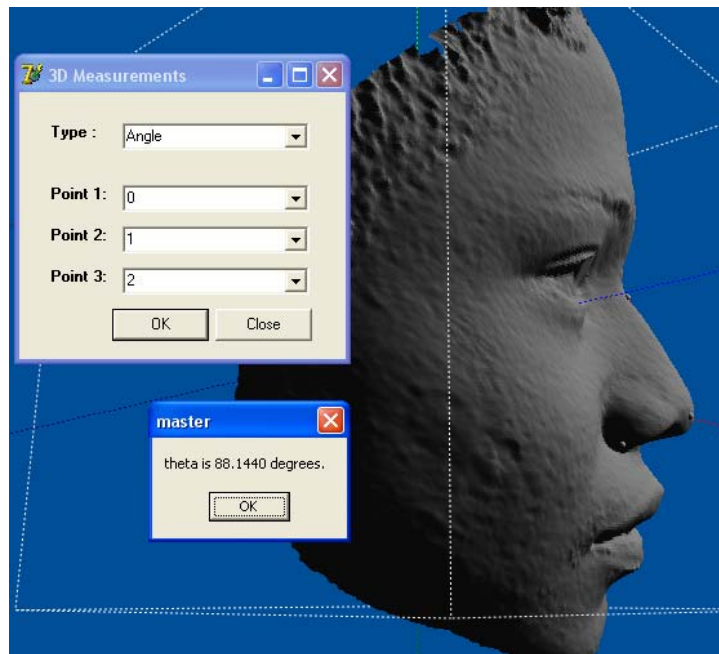 3D Measurements
Type : Angle
Point 1: 0
Point 2: 1
Point 3: 2
OK Close
master
theta is 88.1440 degrees.
OK